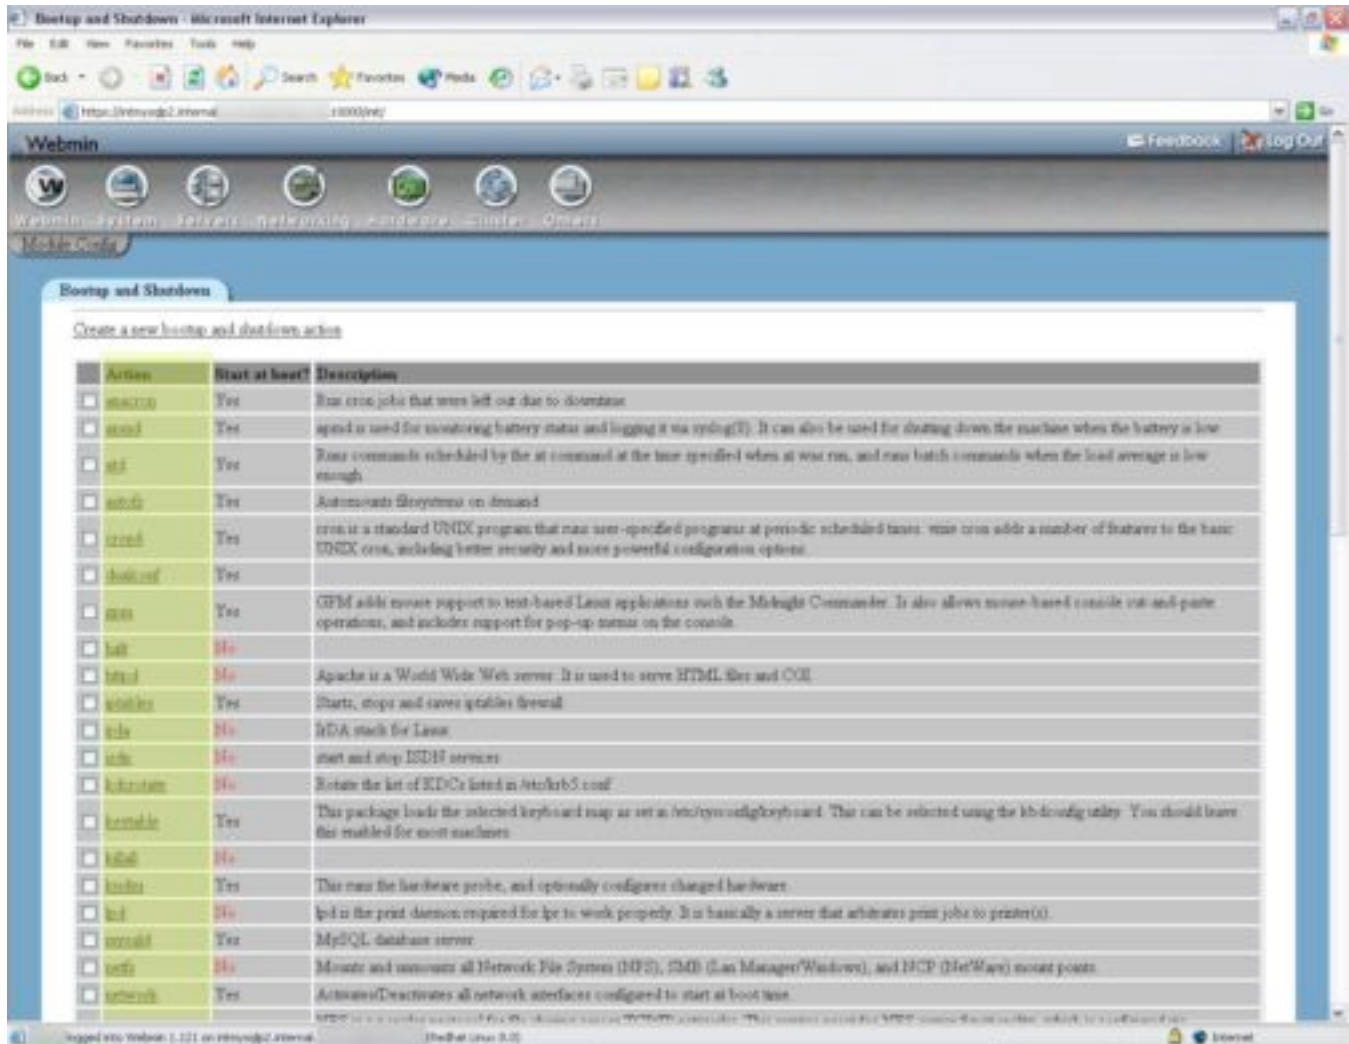 Bootup and Shutdown - Microsoft Internet Explorer
File Edit View Favorites Tools Help
Back Search Favorites Media
Address :10000/init/ Go
Webmin Feedback Log Out
Webmin System Servers Networking Hardware Cluster Others
Module Config
Bootup and Shutdown
Create a new bootup and shutdown action
Action Start at boot? Description
anacron Yes Run cron jobs that were left out due to downtime
apmd Yes apmd is used for monitoring battery status and logging it via syslog(8). It can also be used for shutting down the machine when the battery is low
atd Yes Runs commands scheduled by the at command at the time specified when at was run, and runs batch commands when the load average is low
enough.
autofs Yes Automounts filesystems on demand
crond Yes cron is a standard UNIX program that runs user-specified programs at periodic scheduled times. vixie cron adds a number of features to the basic
UNIX cron, including better security and more powerful configuration options.
Yes
gpm Yes GPM adds mouse support to text-based Linux applications such the Midnight Commander. It also allows mouse-based console cut-and-paste
operations, and includes support for pop-up menus on the console.
halt No
httpd No Apache is a World Wide Web server. It is used to serve HTML files and CGI.
iptables Yes Starts, stops and saves iptables firewall
irda No IrDA stack for Linux
isdn No start and stop ISDN services
kdcrotate No Rotate the list of KDCs listed in /etc/krb5.conf
keytable Yes This package loads the selected keyboard map as set in /etc/sysconfig/keyboard. This can be selected using the kbdconfig utility. You should leave
this enabled for most machines.
killall No
kudzu Yes This runs the hardware probe, and optionally configures changed hardware.
lpd No lpd is the print daemon required for lpr to work properly. It is basically a server that arbitrates print jobs to printer(s).
mysqld Yes MySQL database server.
netfs No Mounts and unmounts all Network File System (NFS), SMB (Lan Manager/Windows), and NCP (NetWare) mount points.
network Yes Activates/Deactivates all network interfaces configured to start at boot time.
logged into Webmin 1.121 on (Redhat Linux 8.0) Internet